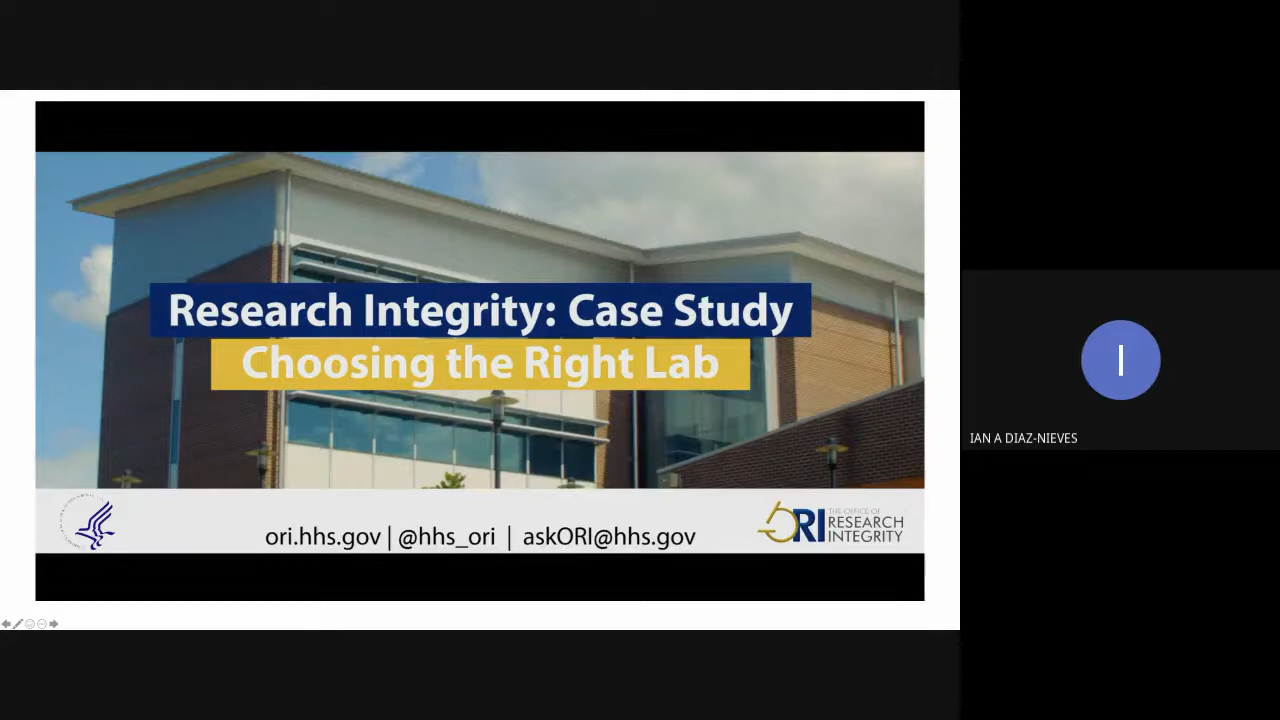 Research Integrity: Case Study
Choosing the Right Lab
ori.hhs.gov | @hhs_ori | askORI@hhs.gov
THE OFFICE OF
ORI RESEARCH
INTEGRITY
I
IAN A DIAZ-NIEVES